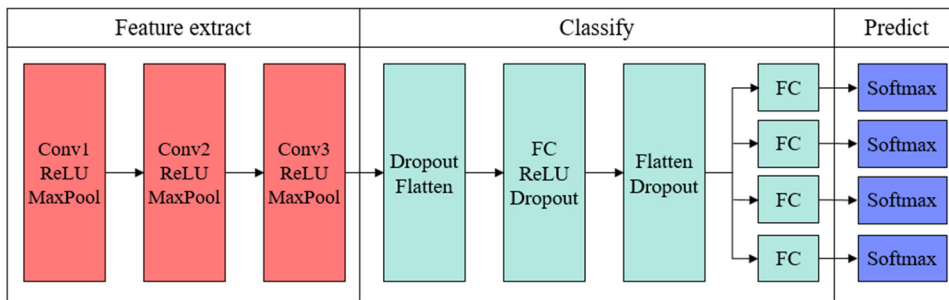 Feature extract
Classify
Predict
Conv1
ReLU
MaxPool
Conv2
ReLU
MaxPool
Conv3
ReLU
MaxPool
Dropout
Flatten
FC
ReLU
Dropout
Flatten
Dropout
FC
FC
FC
FC
Softmax
Softmax
Softmax
Softmax